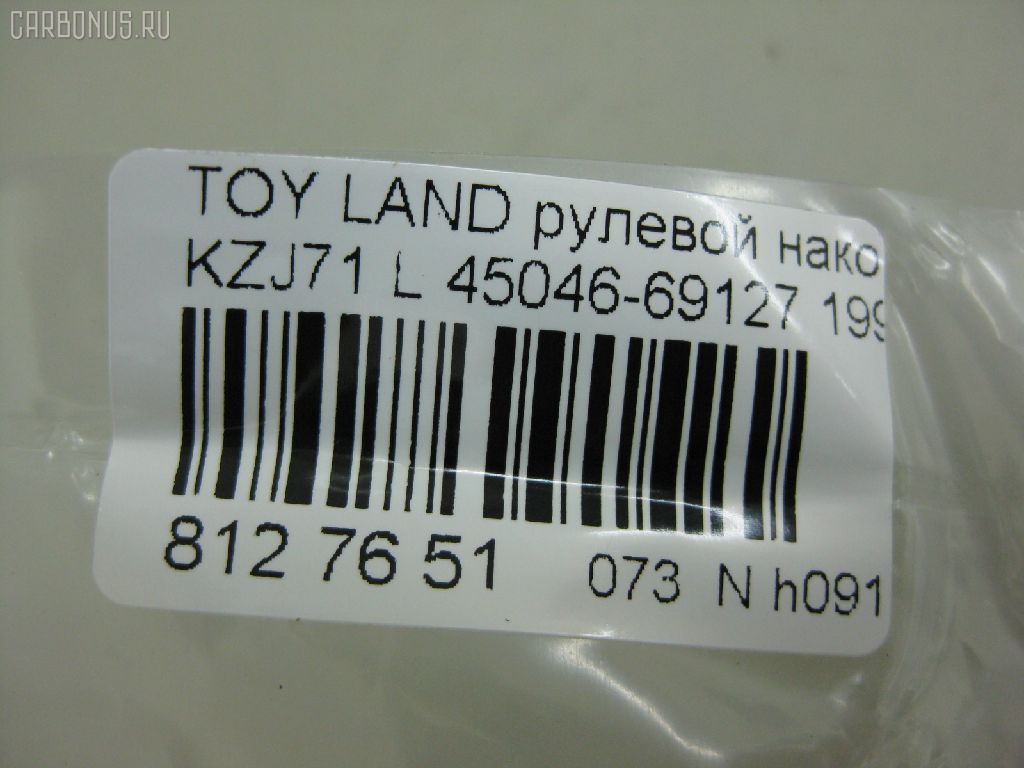 CARBONUS.RU
TOY LAND рулевой нако
KZJ71 L 45046-69127 199
812 76 51 073 N h091